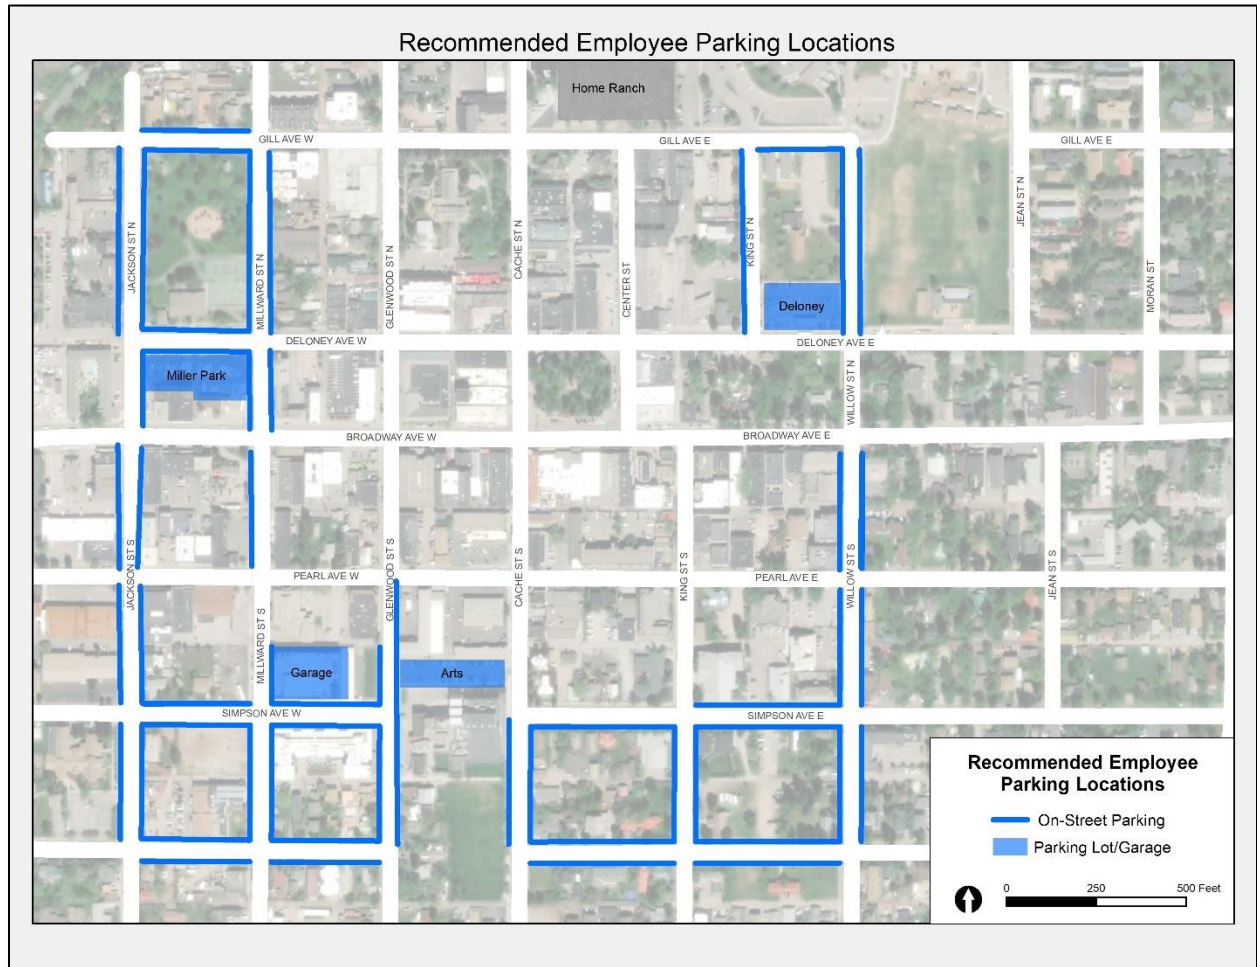 Recommended Employee Parking Locations
Home Ranch
GILL AVE W
GILL AVE E
GILL AVE E
JACKSON ST N
MILLWARD ST N
GLENWOOD ST N
CACHE ST N
CENTER ST
KING ST N
JEAN ST N
MORAN ST
Deloney
DELONEY AVE W
DELONEY AVE E
Miller Park
WILLOW ST N
BROADWAY AVE W
BROADWAY AVE E
JACKSON ST S
GLENWOOD ST S
CACHE ST S
KING ST S
WILLOW ST S
JEAN ST S
PEARL AVE W
PEARL AVE E
MILLWARD ST S
Garage
Arts
SIMPSON AVE W
SIMPSON AVE E
Recommended Employee
Parking Locations
On-Street Parking
Parking Lot/Garage
0 250 500 Feet